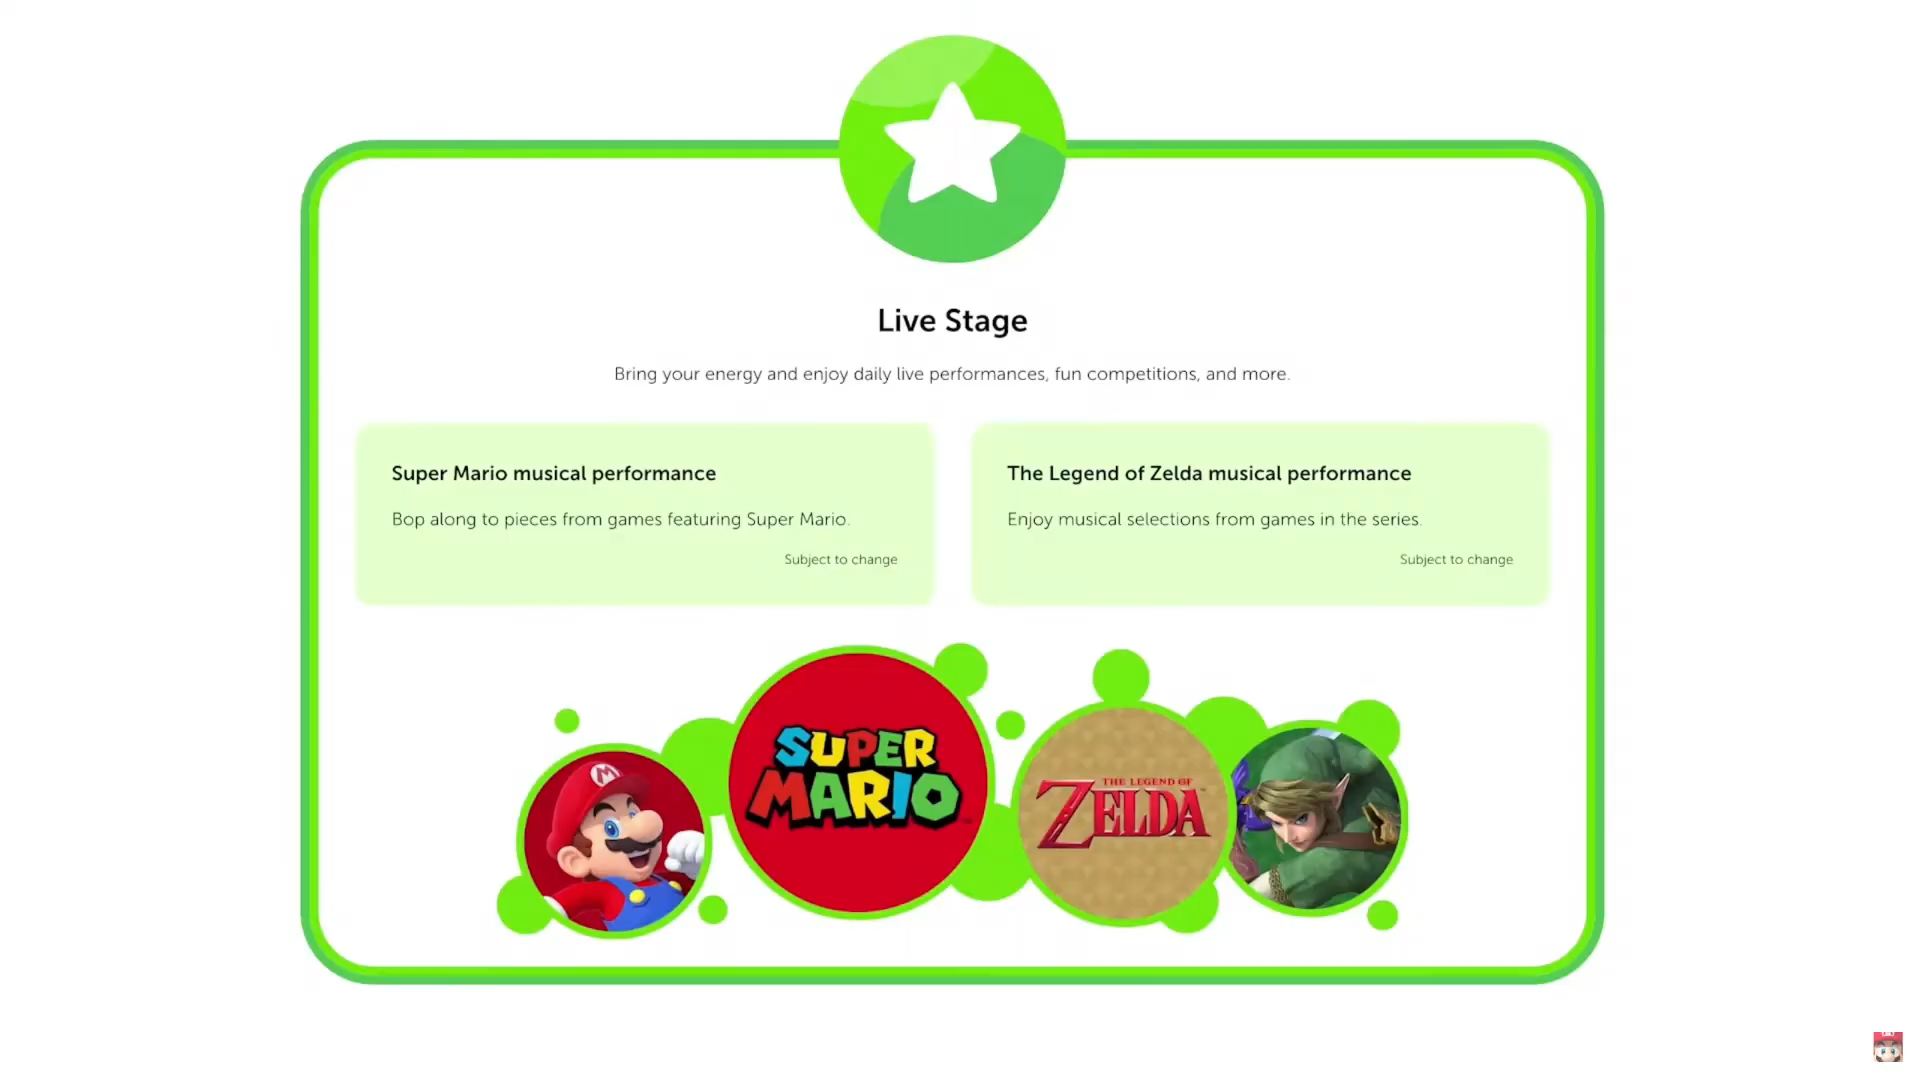 Live Stage
Bring your energy and enjoy daily live performances, fun competitions, and more.
Super Mario musical performance
Bop along to pieces from games featuring Super Mario.
Subject to change
The Legend of Zelda musical performance
Enjoy musical selections from games in the series.
Subject to change
M
SUPER
MARIO
THE LEGEND OF
ZELDA